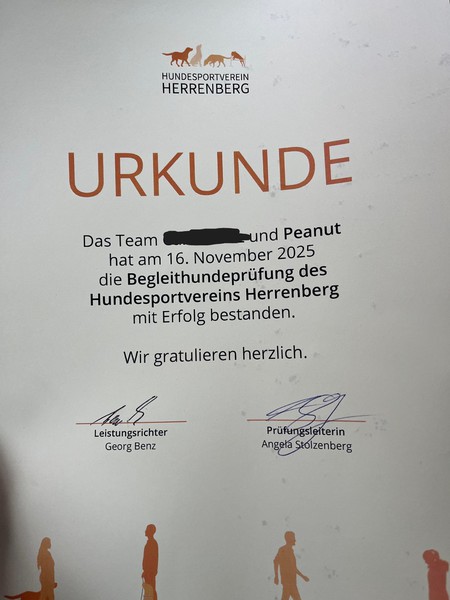 HUNDESPORTVEREIN
HERRENBERG
URKUNDE
Das Team und Peanut
hat am 16. November 2025
die Begleithundeprüfung des
Hundesportvereins Herrenberg
mit Erfolg bestanden.
Wir gratulieren herzlich.
Leistungsrichter
Georg Benz
Prüfungsleiterin
Angela Stolzenberg